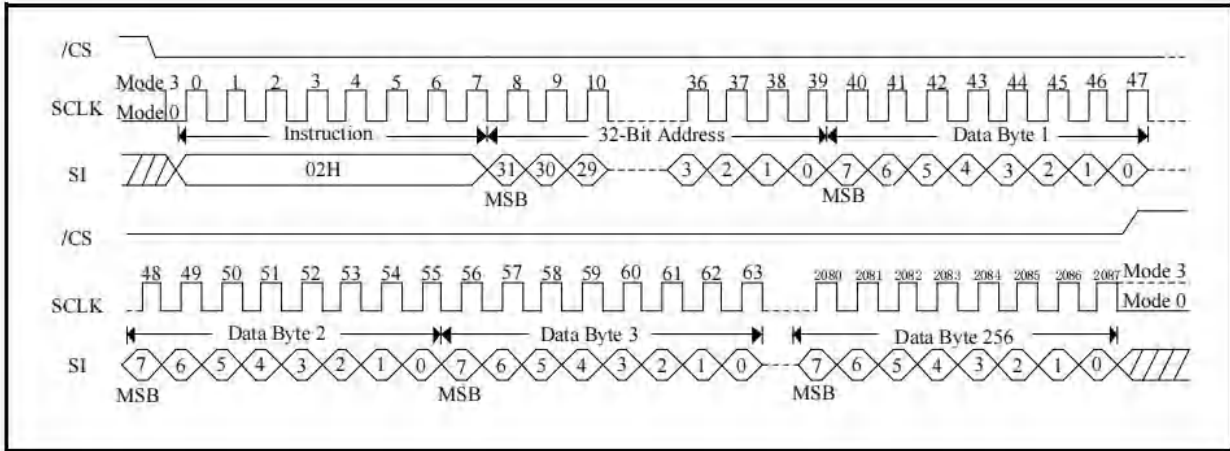 /CS
Mode 3 0 1 2 3 4 5 6 7 8 9 10 36 37 38 39 40 41 42 43 44 45 46 47
SCLK
Mode 0
Instruction 32-Bit Address Data Byte 1
SI 02H 31 30 29 3 2 1 0 7 6 5 4 3 2 1 0
MSB MSB
/CS
48 49 50 51 52 53 54 55 56 57 58 59 60 61 62 63 2080 2081 2082 2083 2084 2085 2086 2087 Mode 3
SCLK Mode 0
Data Byte 2 Data Byte 3 Data Byte 256
SI 7 6 5 4 3 2 1 0 7 6 5 4 3 2 1 0 7 6 5 4 3 2 1 0
MSB MSB MSB